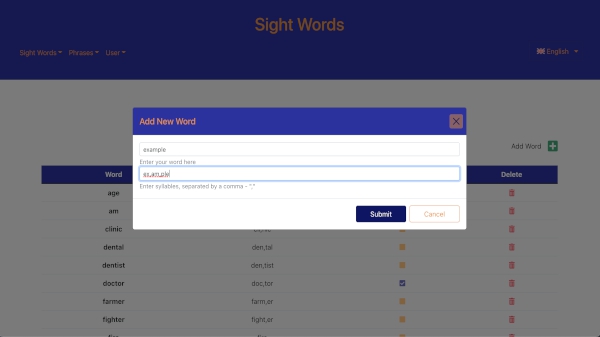 Sight Words
Sight Words Phrases User English
Add New Word
example
Enter your word here
ex,am,ple
Enter syllables, separated by a comma - ","
Submit Cancel
Add Word
Word Delete
age
am
clinic
dental den,tal
dentist den,tist
doctor doc,tor
farmer farm,er
fighter fight,er